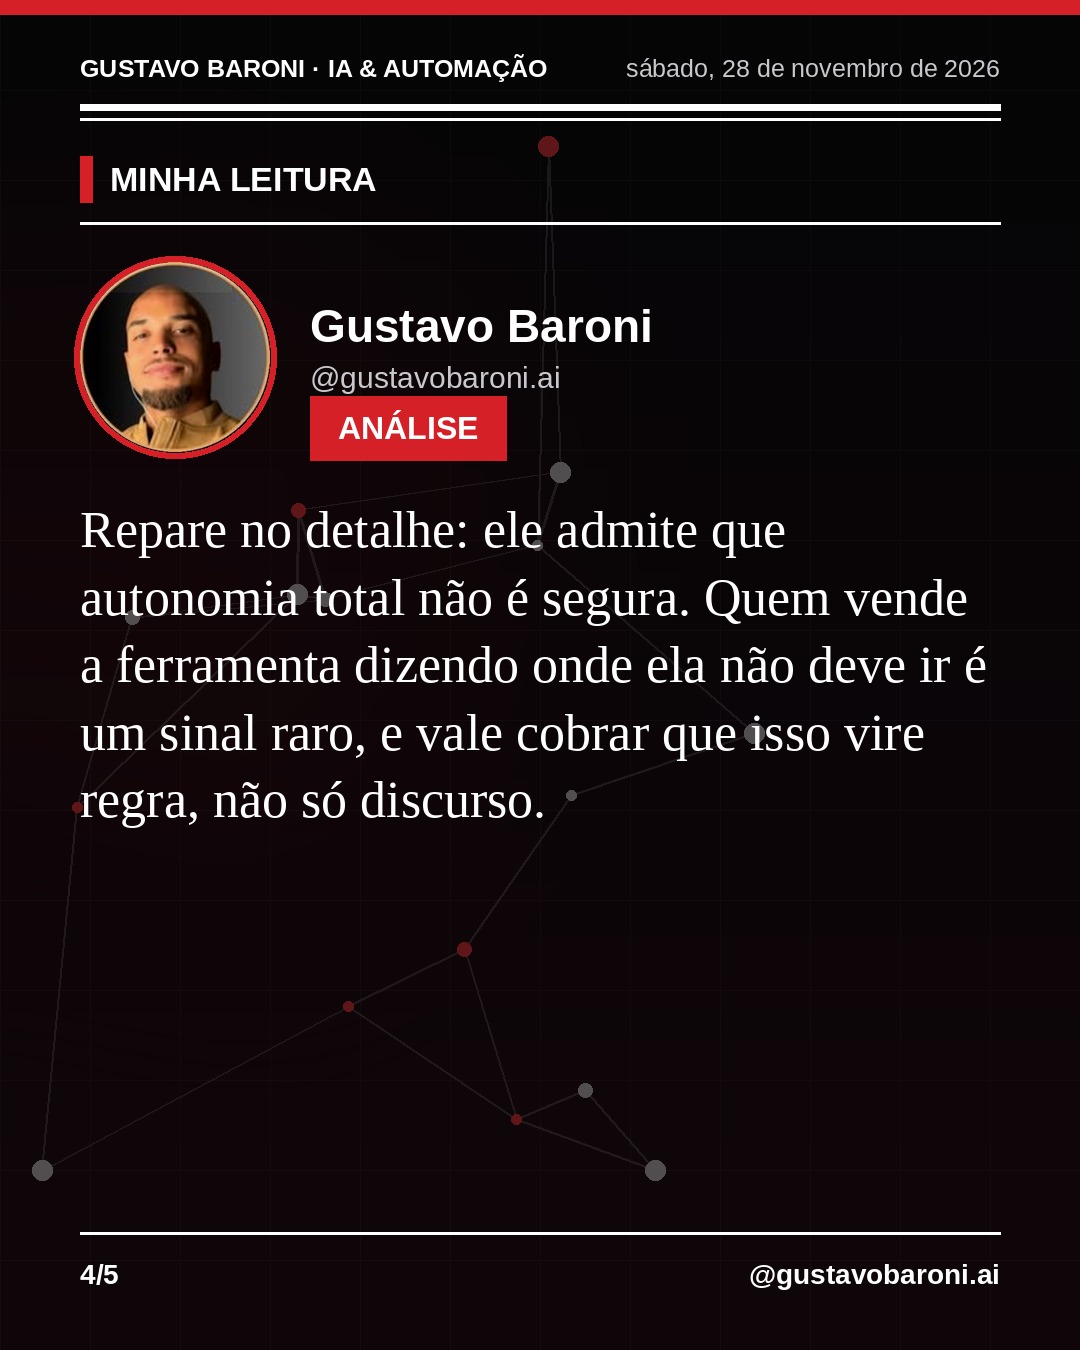 GUSTAVO BARONI · IA & AUTOMAÇÃO
sábado, 28 de novembro de 2026
MINHA LEITURA
Gustavo Baroni
@gustavobaroni.ai
ANÁLISE
Repare no detalhe: ele admite que
autonomia total não é segura. Quem vende
a ferramenta dizendo onde ela não deve ir é
um sinal raro, e vale cobrar que isso vire
regra, não só discurso.
4/5
@gustavobaroni.ai